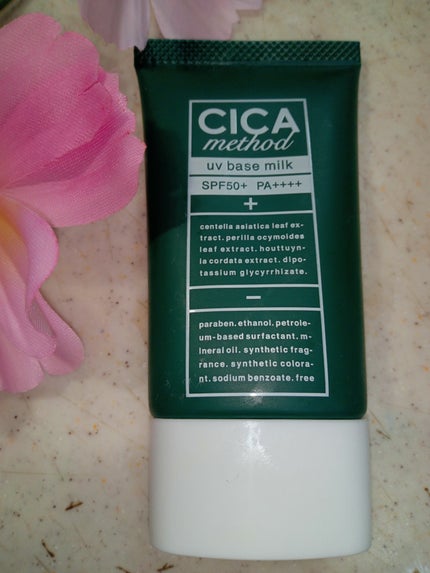 CICA
method
uv base milk
SPF50+ PA++++
+
centella asiatica leaf ex-
tract. perilla ocymoides
leaf extract. houttuyn-
ia cordata extract. dipo-
tassium glycyrrhizate.
−
paraben. ethanol. petrole-
um-based surfactant. m-
ineral oil. synthetic frag-
rance. synthetic colora-
nt. sodium benzoate. free